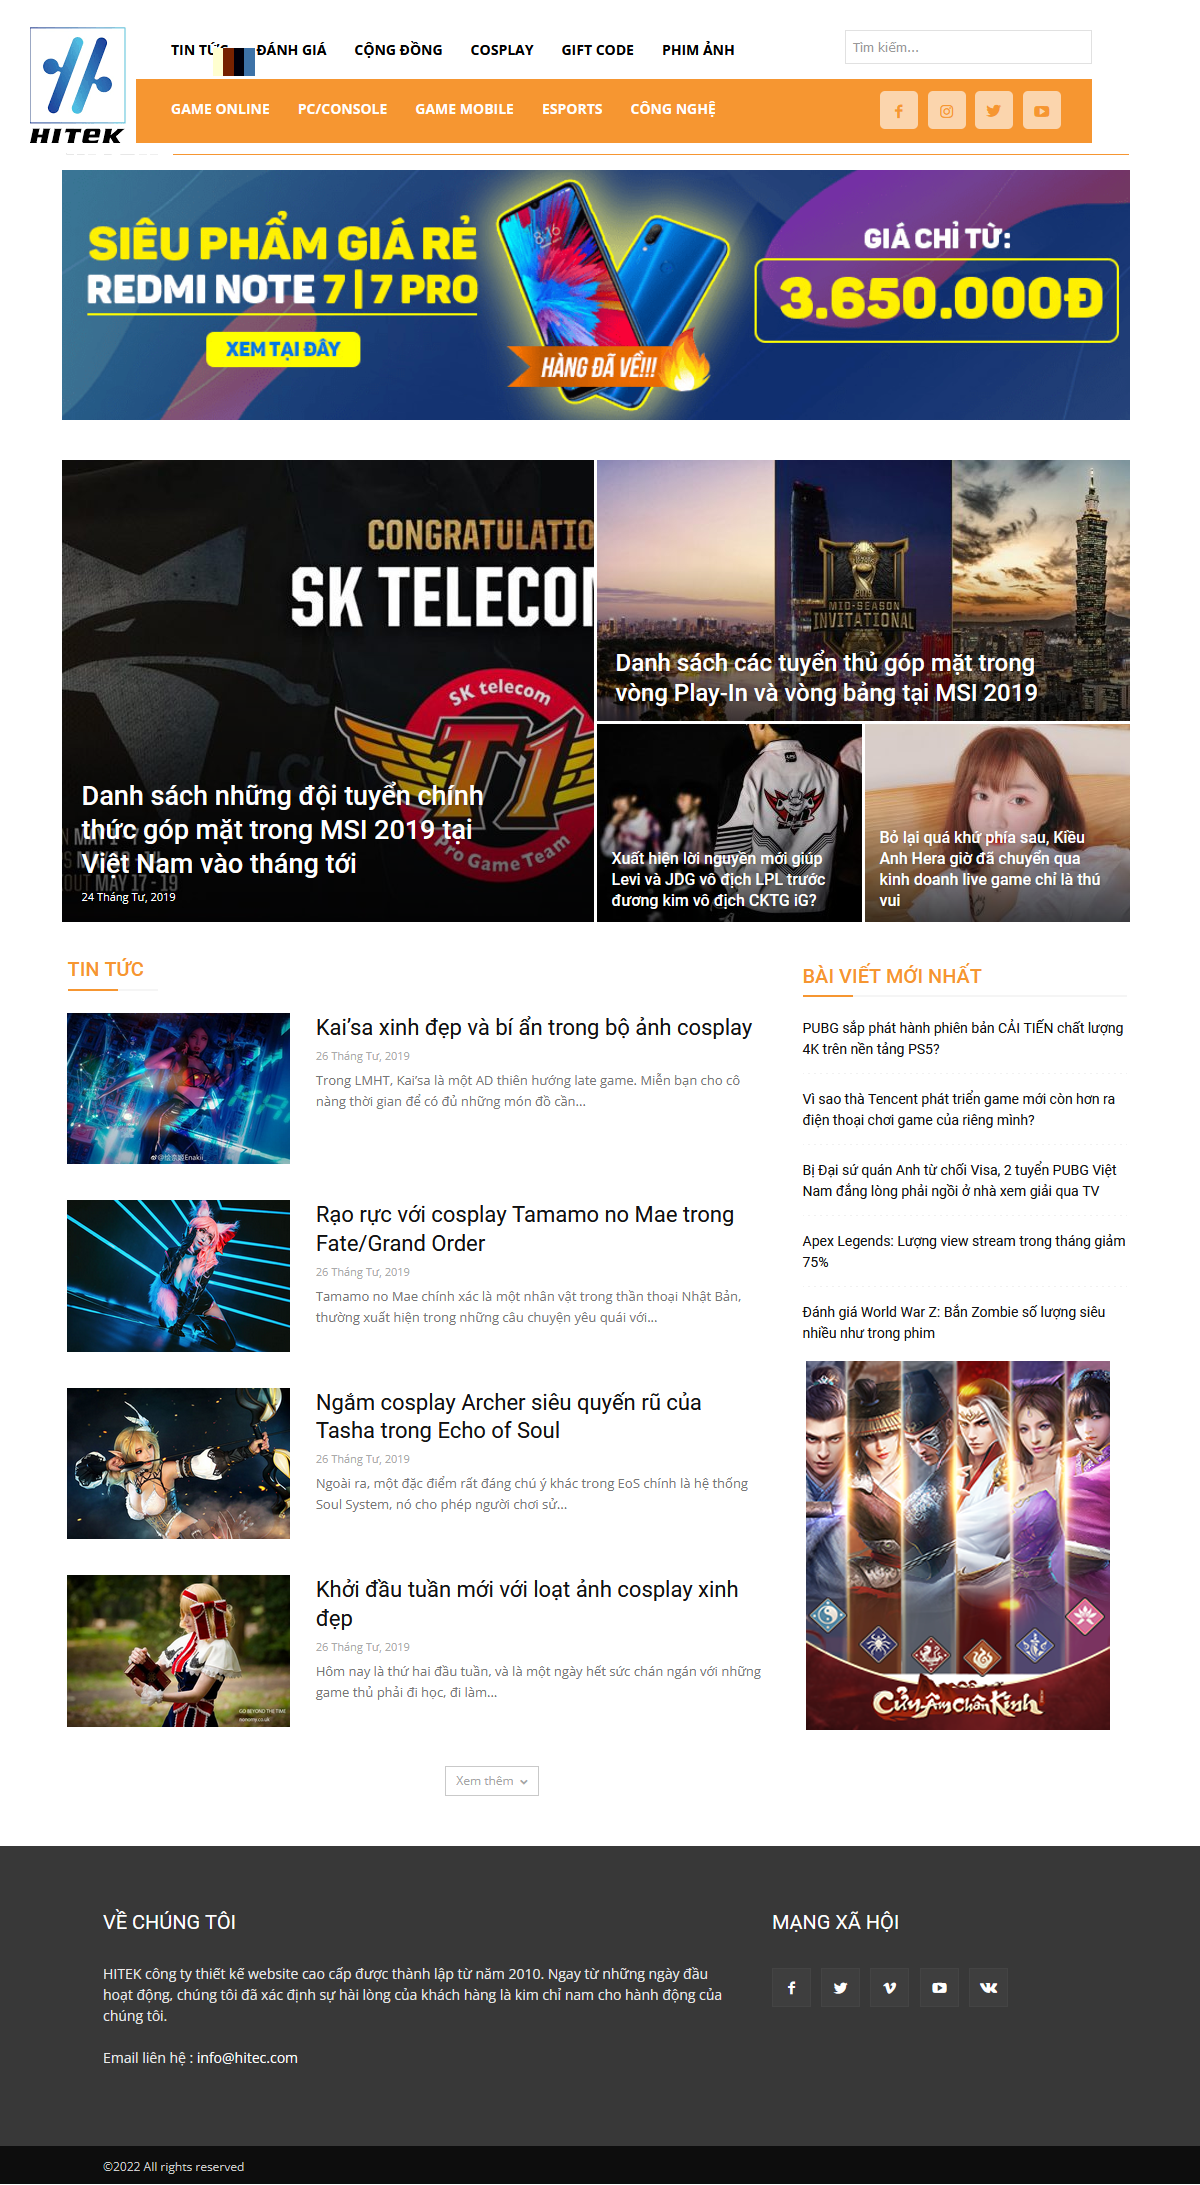 HITEK
TIN TỨC
ĐÁNH GIÁ
CỘNG ĐỒNG
COSPLAY
GIFT CODE
PHIM ẢNH
Tìm kiếm...
GAME ONLINE
PC/CONSOLE
GAME MOBILE
ESPORTS
CÔNG NGHỆ
SIÊU PHẨM GIÁ RẺ
REDMI NOTE 7 | 7 PRO
XEM TẠI ĐÂY
8:16
HÀNG ĐÃ VỀ!!!
GIÁ CHỈ TỪ:
3.650.000Đ
CONGRATULATIO
SK TELECO
SK telecom
T1
Pro Game Team
Danh sách những đội tuyển chính
thức góp mặt trong MSI 2019 tại
Việt Nam vào tháng tới
24 Tháng Tư, 2019
MAY 17 - 19
MID-SEASON
INVITATIONAL
Danh sách các tuyển thủ góp mặt trong
vòng Play-In và vòng bảng tại MSI 2019
Xuất hiện lời nguyền mới giúp
Levi và JDG vô địch LPL trước
đương kim vô địch CKTG iG?
Bỏ lại quá khứ phía sau, Kiều
Anh Hera giờ đã chuyển qua
kinh doanh live game chỉ là thú
vui
TIN TỨC
Kai’sa xinh đẹp và bí ẩn trong bộ ảnh cosplay
26 Tháng Tư, 2019
Trong LMHT, Kai’sa là một AD thiên hướng late game. Miễn bạn cho cô
nàng thời gian để có đủ những món đồ cần...
Rạo rực với cosplay Tamamo no Mae trong
Fate/Grand Order
26 Tháng Tư, 2019
Tamamo no Mae chính xác là một nhân vật trong thần thoại Nhật Bản,
thường xuất hiện trong những câu chuyện yêu quái với...
Ngắm cosplay Archer siêu quyến rũ của
Tasha trong Echo of Soul
26 Tháng Tư, 2019
Ngoài ra, một đặc điểm rất đáng chú ý khác trong EoS chính là hệ thống
Soul System, nó cho phép người chơi sử...
GO BEYOND THE TIME
Khởi đầu tuần mới với loạt ảnh cosplay xinh
đẹp
26 Tháng Tư, 2019
Hôm nay là thứ hai đầu tuần, và là một ngày hết sức chán ngán với những
game thủ phải đi học, đi làm...
Xem thêm
BÀI VIẾT MỚI NHẤT
PUBG sắp phát hành phiên bản CẢI TIẾN chất lượng
4K trên nền tảng PS5?
Vì sao thà Tencent phát triển game mới còn hơn ra
điện thoại chơi game của riêng mình?
Bị Đại sứ quán Anh từ chối Visa, 2 tuyển PUBG Việt
Nam đắng lòng phải ngồi ở nhà xem giải qua TV
Apex Legends: Lượng view stream trong tháng giảm
75%
Đánh giá World War Z: Bắn Zombie số lượng siêu
nhiều như trong phim
Cửu Âm Chân Kinh
VỀ CHÚNG TÔI
HITEK công ty thiết kế website cao cấp được thành lập từ năm 2010. Ngay từ những ngày đầu
hoạt động, chúng tôi đã xác định sự hài lòng của khách hàng là kim chỉ nam cho hành động của
chúng tôi.
Email liên hệ : info@hitec.com
MẠNG XÃ HỘI
©2022 All rights reserved